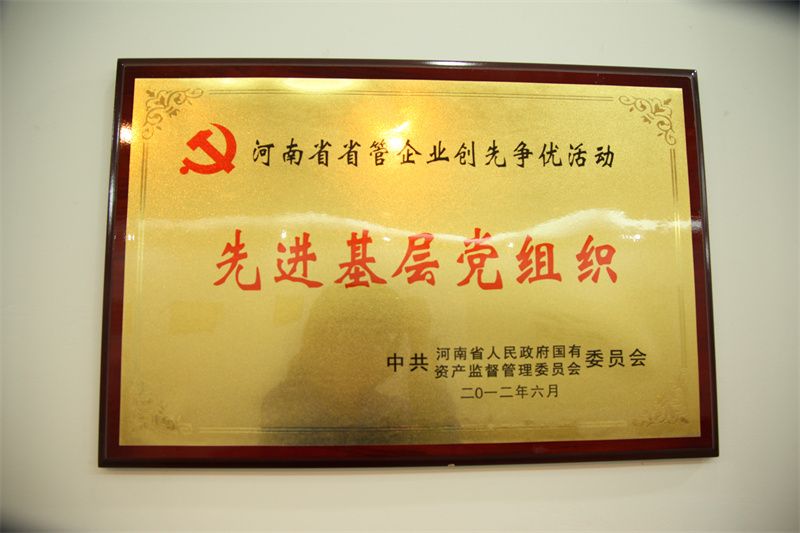 河南省省管企业创先争优活动
先进基层党组织
中共河南省人民政府国有资产监督管理委员会委员会
二〇一二年六月